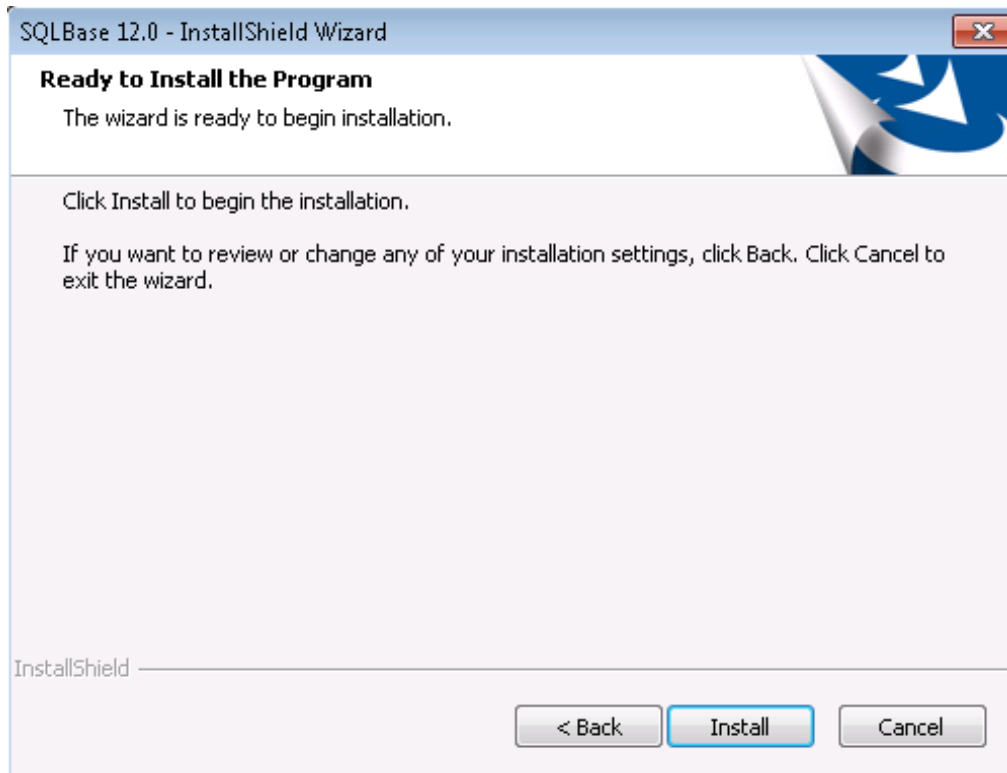 SQLBase 12.0 - InstallShield Wizard
Ready to Install the Program
The wizard is ready to begin installation.
Click Install to begin the installation.
If you want to review or change any of your installation settings, click Back. Click Cancel to
exit the wizard.
InstallShield
< Back Install Cancel